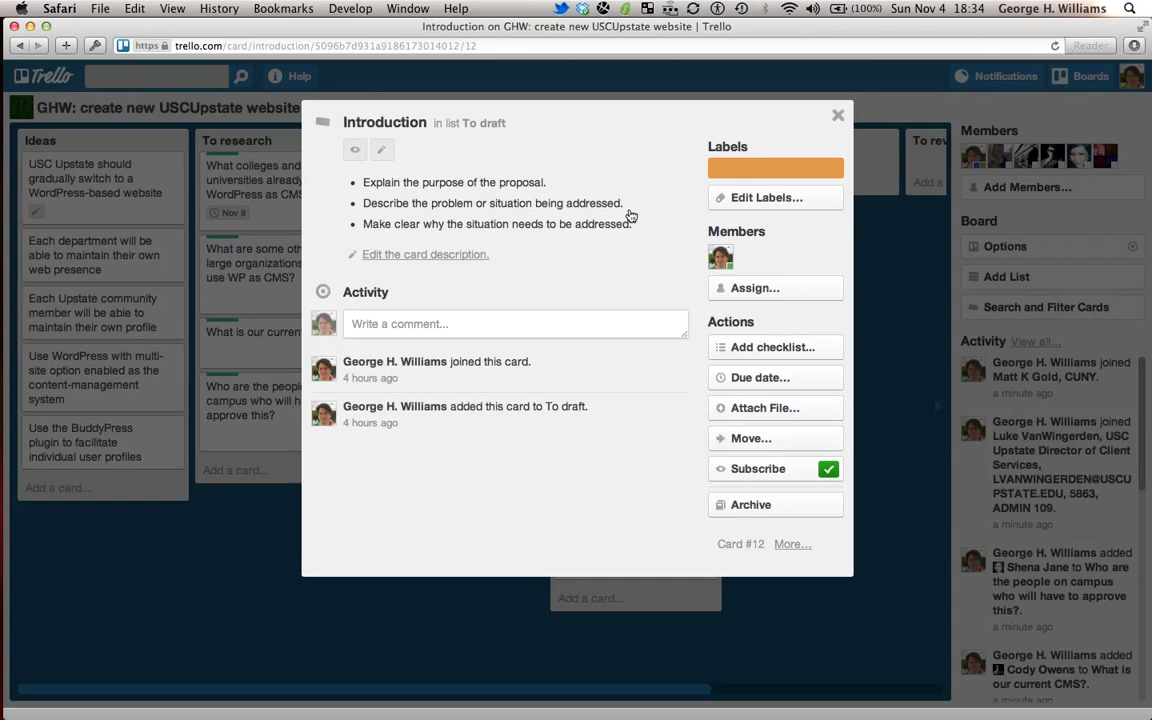 Safari File Edit View History Bookmarks Develop Window Help (100%) Sun Nov 4 18:34 George H. Williams
Introduction on GHW: create new USCUpstate website | Trello
https trello.com/card/introduction/5096b7d931a9186173014012/12 Reader
Trello Help Notifications Boards
GHW: create new USCUpstate website
Ideas
USC Upstate should
gradually switch to a
WordPress-based website
Each department will be
able to maintain their own
web presence
Each Upstate community
member will be able to
maintain their own profile
Use WordPress with multi-
site option enabled as the
content-management
system
Use the BuddyPress
plugin to facilitate
individual user profiles
Add a card...
To research
What colleges and
universities already
WordPress as CMS
Nov 9
What are some oth
large organizations
use WP as CMS?
What is our current
Who are the people
campus who will h
approve this?
Add a card...
Introduction in list To draft
• Explain the purpose of the proposal.
• Describe the problem or situation being addressed.
• Make clear why the situation needs to be addressed.
Edit the card description.
Activity
Write a comment...
George H. Williams joined this card.
4 hours ago
George H. Williams added this card to To draft.
4 hours ago
Labels
Edit Labels...
Members
Assign...
Actions
Add checklist...
Due date...
Attach File...
Move...
Subscribe
Archive
Card #12 More...
Add a card...
To rev
Add a
Members
Add Members...
Board
Options
Add List
Search and Filter Cards
Activity View all...
George H. Williams joined
Matt K Gold, CUNY.
a minute ago
George H. Williams joined
Luke VanWingerden, USC
Upstate Director of Client
Services,
LVANWINGERDEN@USCU
PSTATE.EDU, 5863,
ADMIN 109.
a minute ago
George H. Williams added
Shena Jane to Who are
the people on campus
who will have to approve
this?.
a minute ago
George H. Williams added
Cody Owens to What is
our current CMS?.
a minute ago